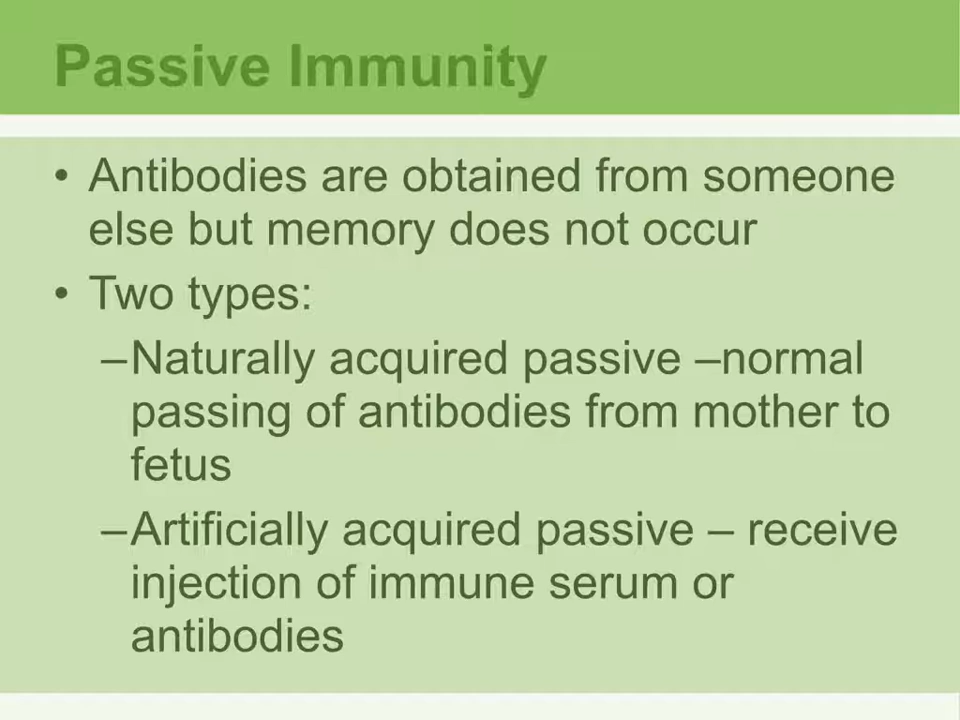 Passive Immunity
• Antibodies are obtained from someone
else but memory does not occur
• Two types:
–Naturally acquired passive –normal
passing of antibodies from mother to
fetus
–Artificially acquired passive – receive
injection of immune serum or
antibodies